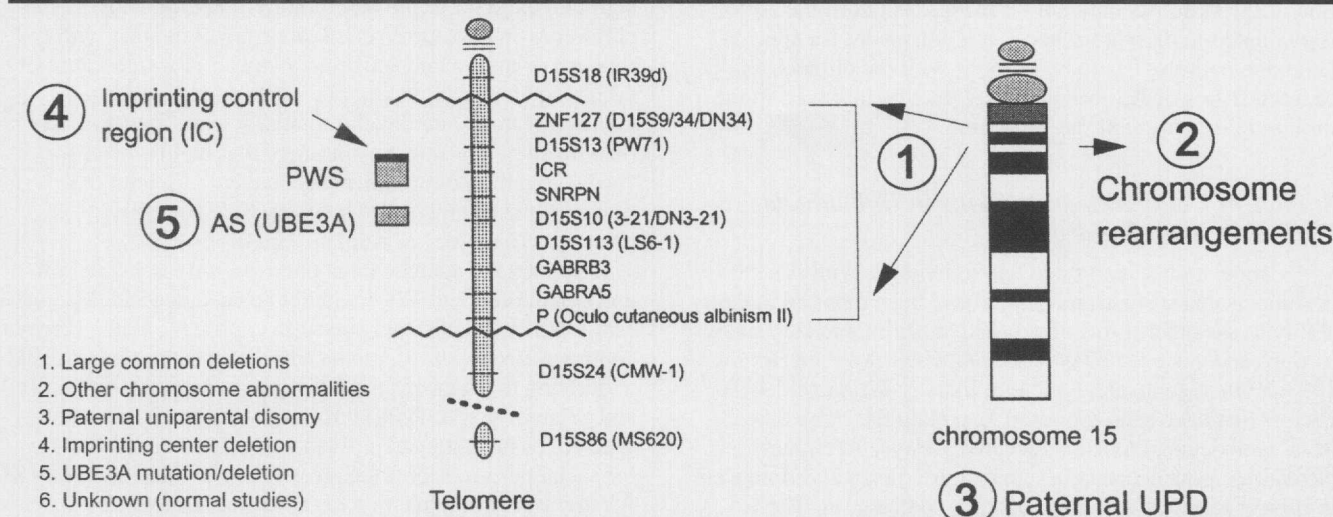 4 Imprinting control
region (IC)
PWS
5 AS (UBE3A)
1. Large common deletions
2. Other chromosome abnormalities
3. Paternal uniparental disomy
4. Imprinting center deletion
5. UBE3A mutation/deletion
6. Unknown (normal studies)
D15S18 (IR39d)
ZNF127 (D15S9/34/DN34)
D15S13 (PW71)
ICR
SNRPN
D15S10 (3-21/DN3-21)
D15S113 (LS6-1)
GABRB3
GABRA5
P (Oculo cutaneous albinism II)
D15S24 (CMW-1)
D15S86 (MS620)
Telomere
1
2
Chromosome
rearrangements
chromosome 15
3 Paternal UPD